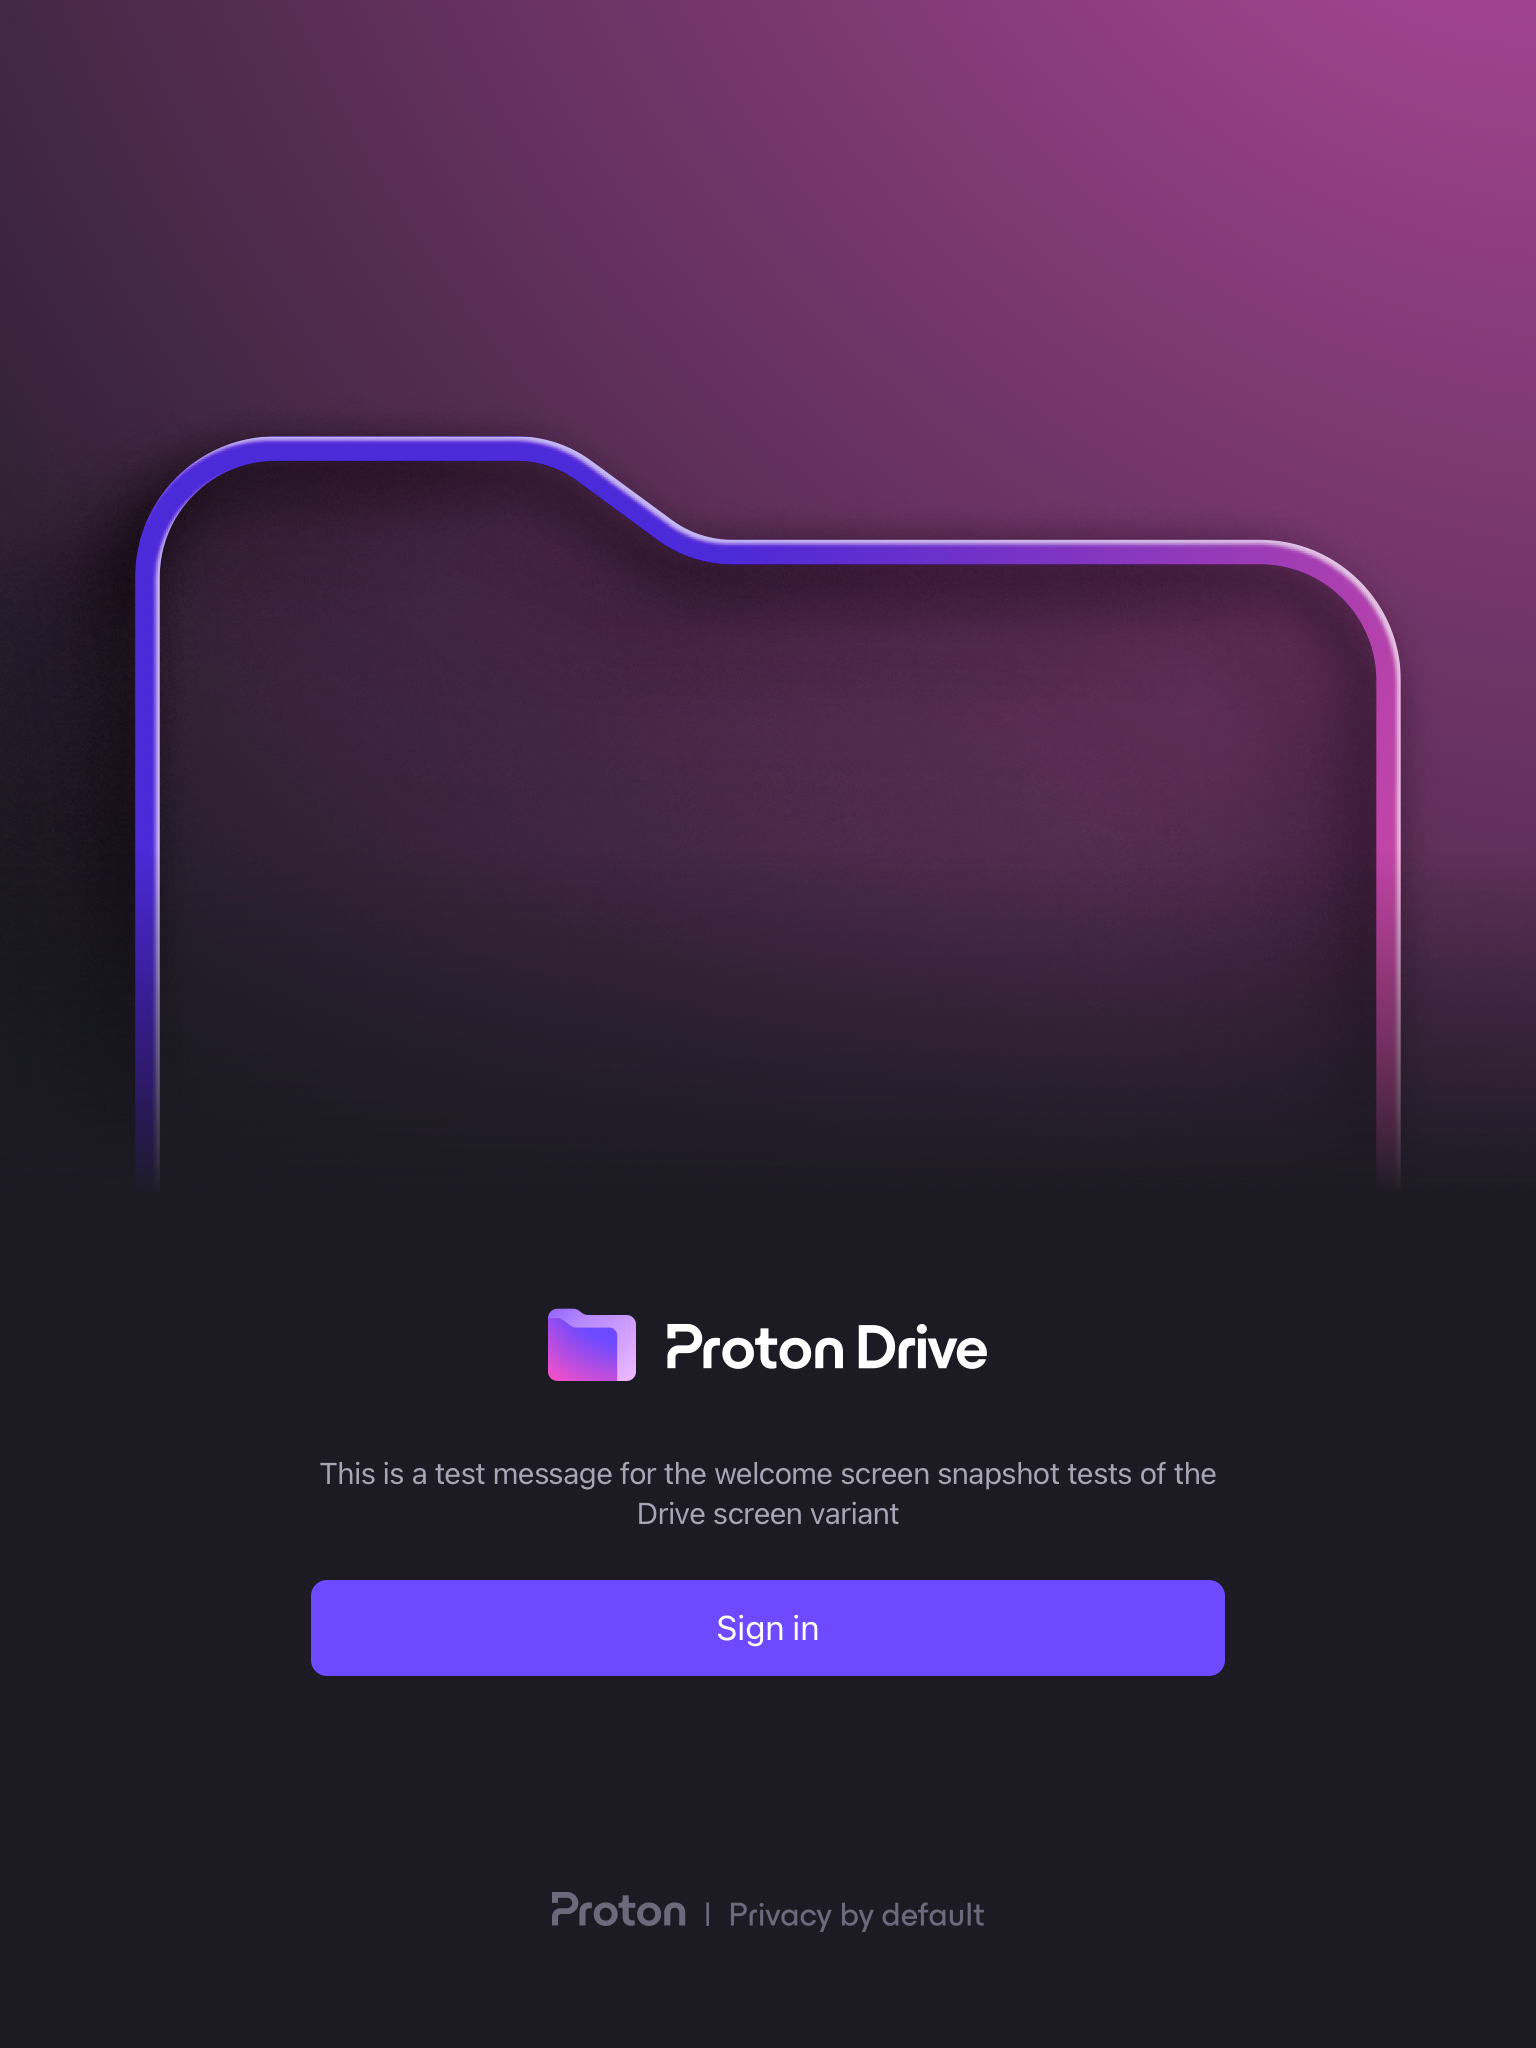 Proton Drive
This is a test message for the welcome screen snapshot tests of the
Drive screen variant
Sign in
Proton | Privacy by default